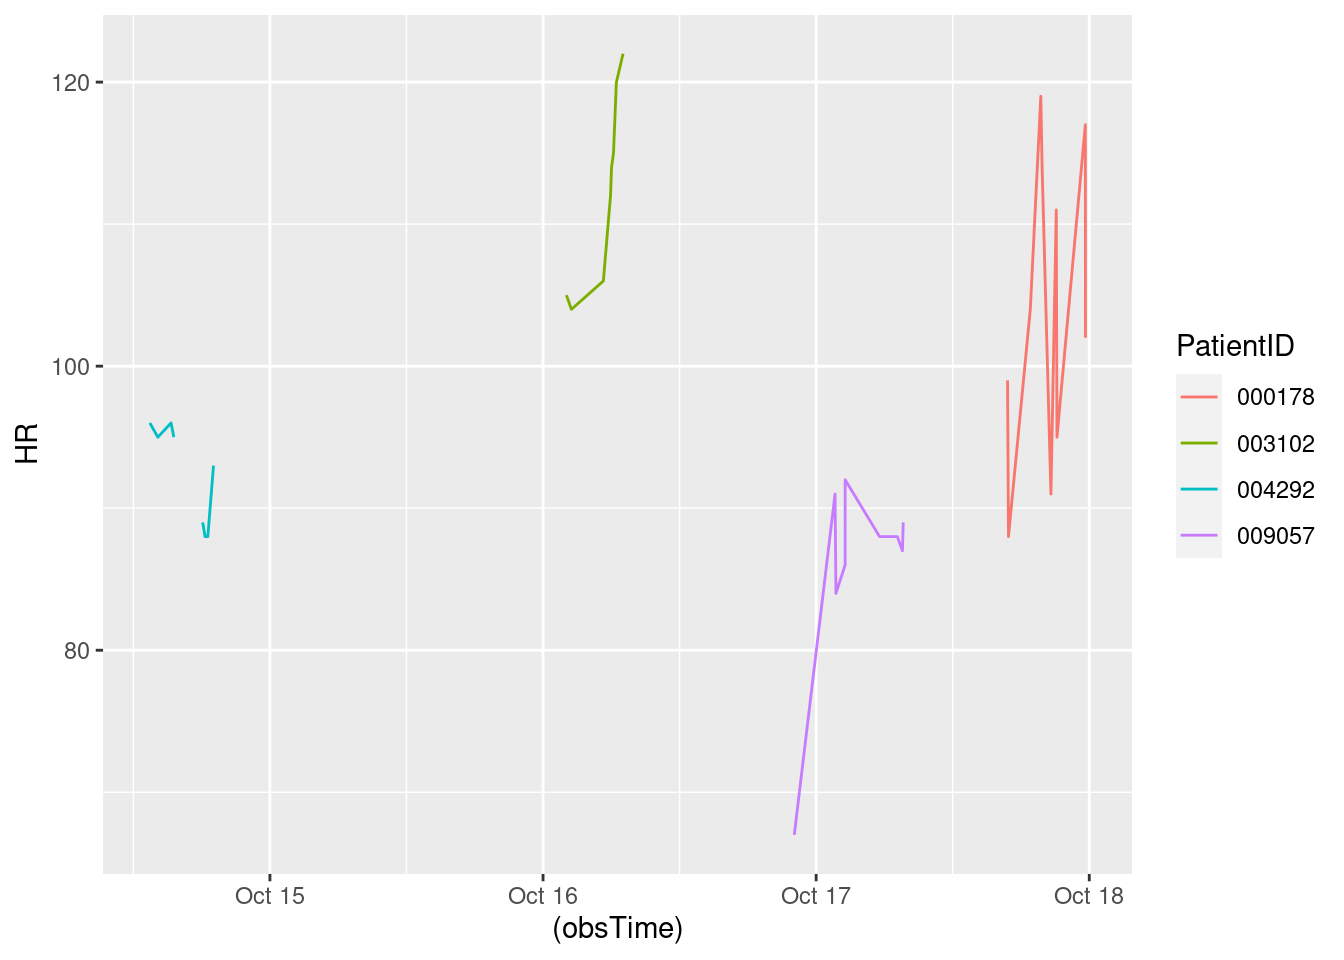 120
100
80
HR
Oct 15
Oct 16
Oct 17
Oct 18
(obsTime)
PatientID
000178
003102
004292
009057